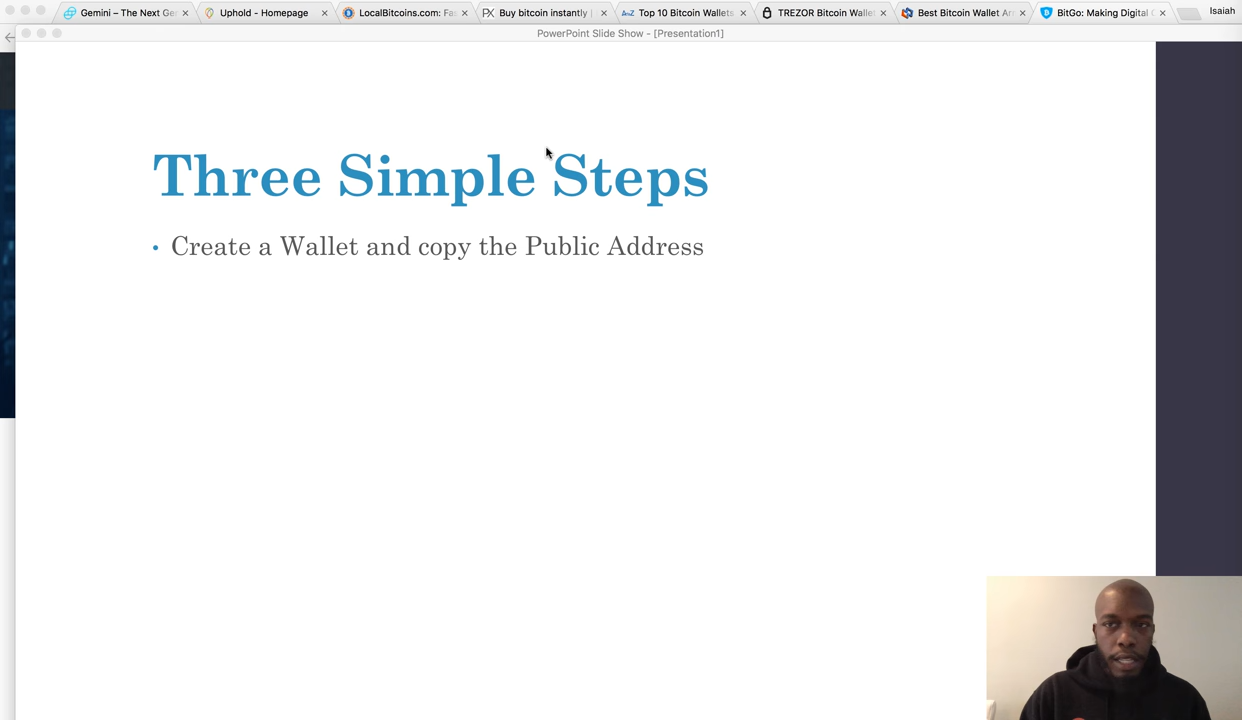 Gemini – The Next Ge
Uphold - Homepage
LocalBitcoins.com: Fas
Buy bitcoin instantly |
Top 10 Bitcoin Wallets
TREZOR Bitcoin Wallet
Best Bitcoin Wallet Arr
BitGo: Making Digital C
Isaiah
PowerPoint Slide Show - [Presentation1]
Three Simple Steps
• Create a Wallet and copy the Public Address